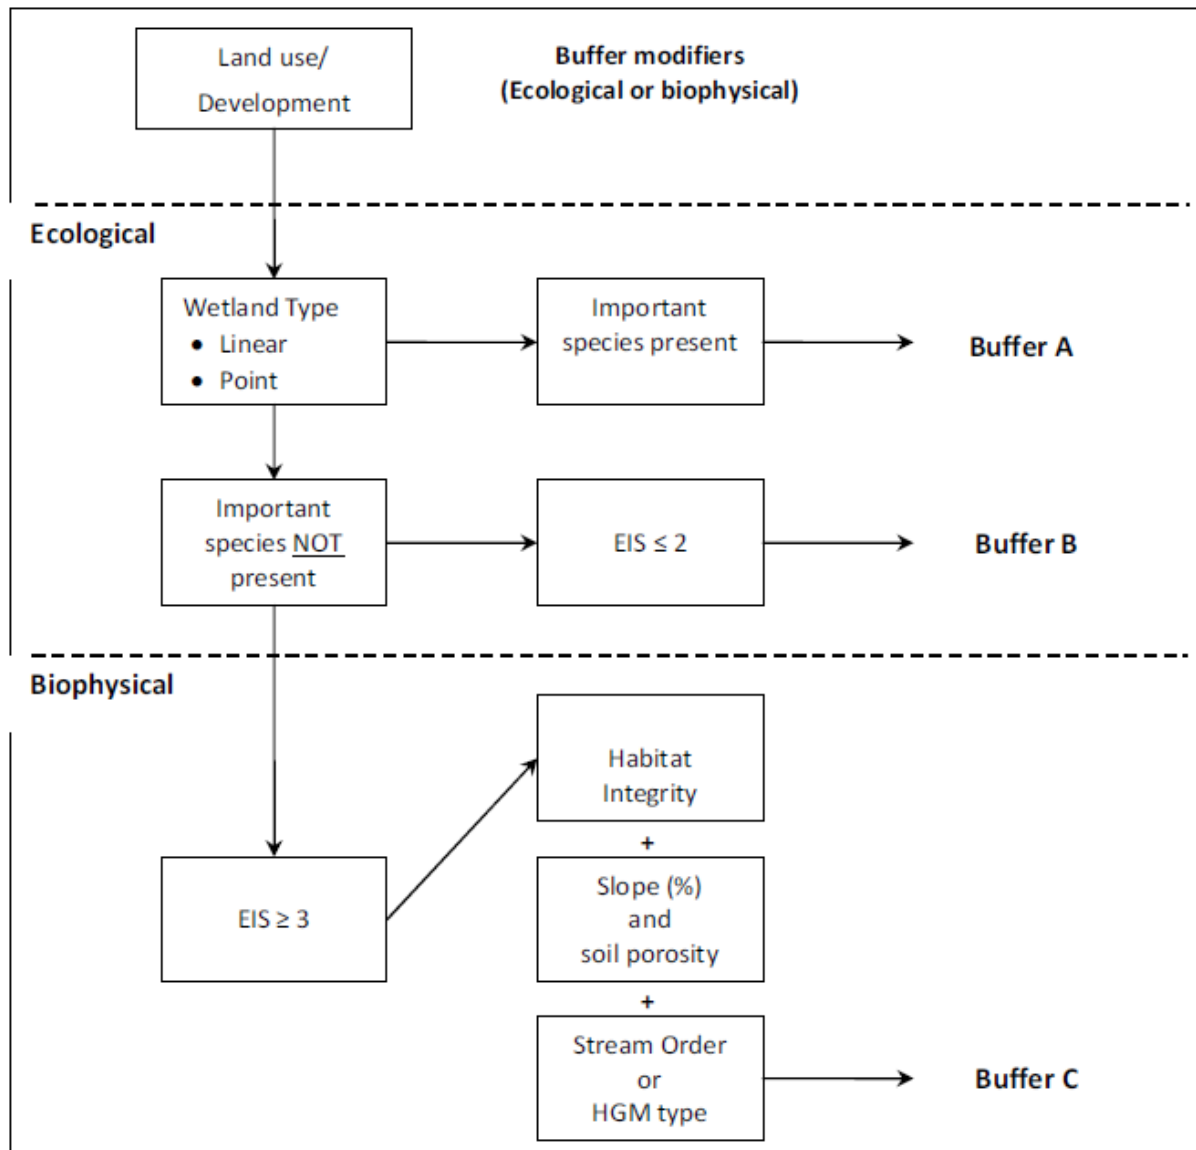 Land use/
Development
Buffer modifiers
(Ecological or biophysical)
Ecological
Wetland Type
• Linear
• Point
Important
species present
Buffer A
Important
species NOT
present
EIS ≤ 2
Buffer B
Biophysical
Habitat
Integrity
+
EIS ≥ 3
Slope (%)
and
soil porosity
+
Stream Order
or
HGM type
Buffer C